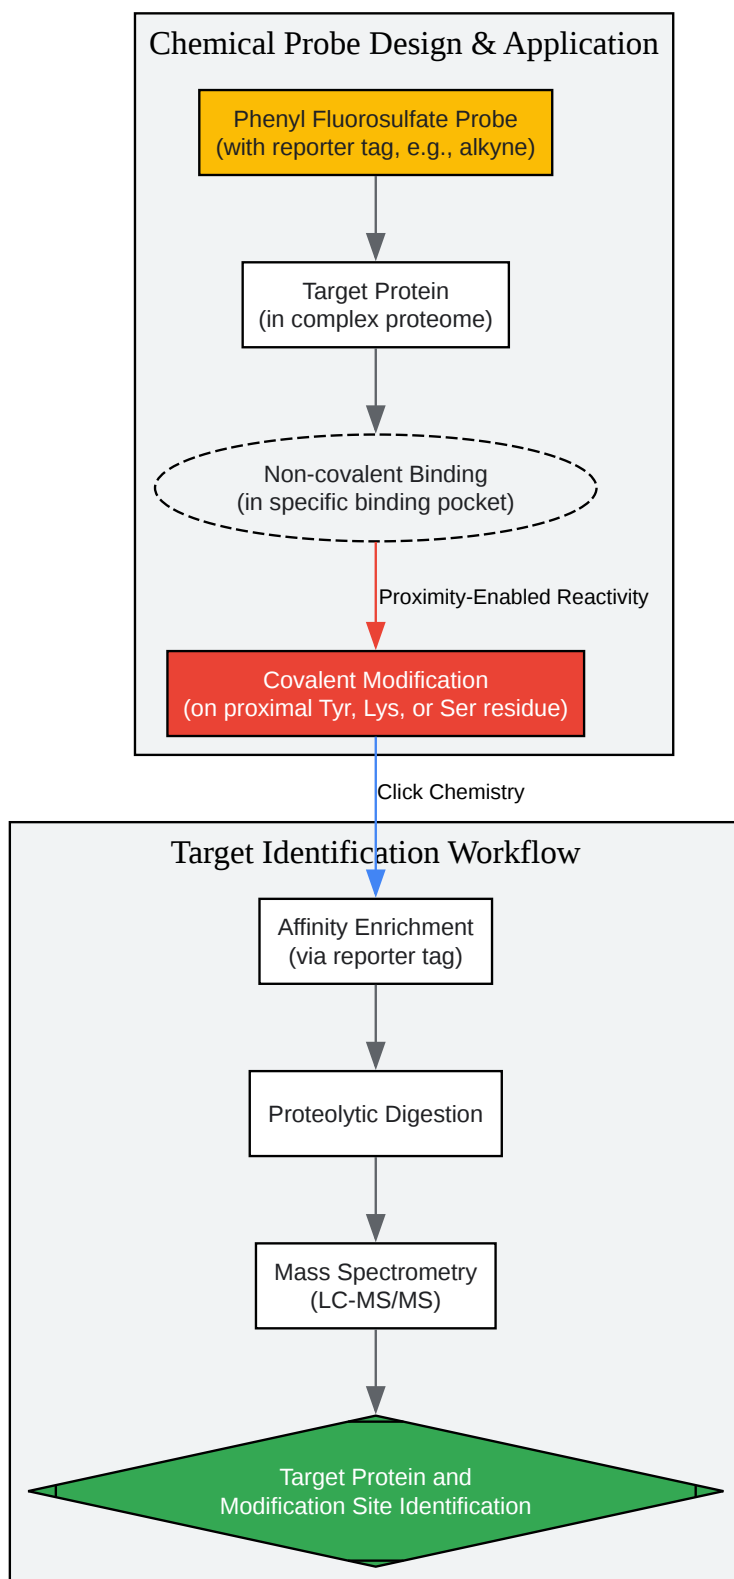 Chemical Probe Design & Application
Phenyl Fluorosulfate Probe
(with reporter tag, e.g., alkyne)
Target Protein
(in complex proteome)
Non-covalent Binding
(in specific binding pocket)
Proximity-Enabled Reactivity
Covalent Modification
(on proximal Tyr, Lys, or Ser residue)
Click Chemistry
Target Identification Workflow
Affinity Enrichment
(via reporter tag)
Proteolytic Digestion
Mass Spectrometry
(LC-MS/MS)
Target Protein and
Modification Site Identification